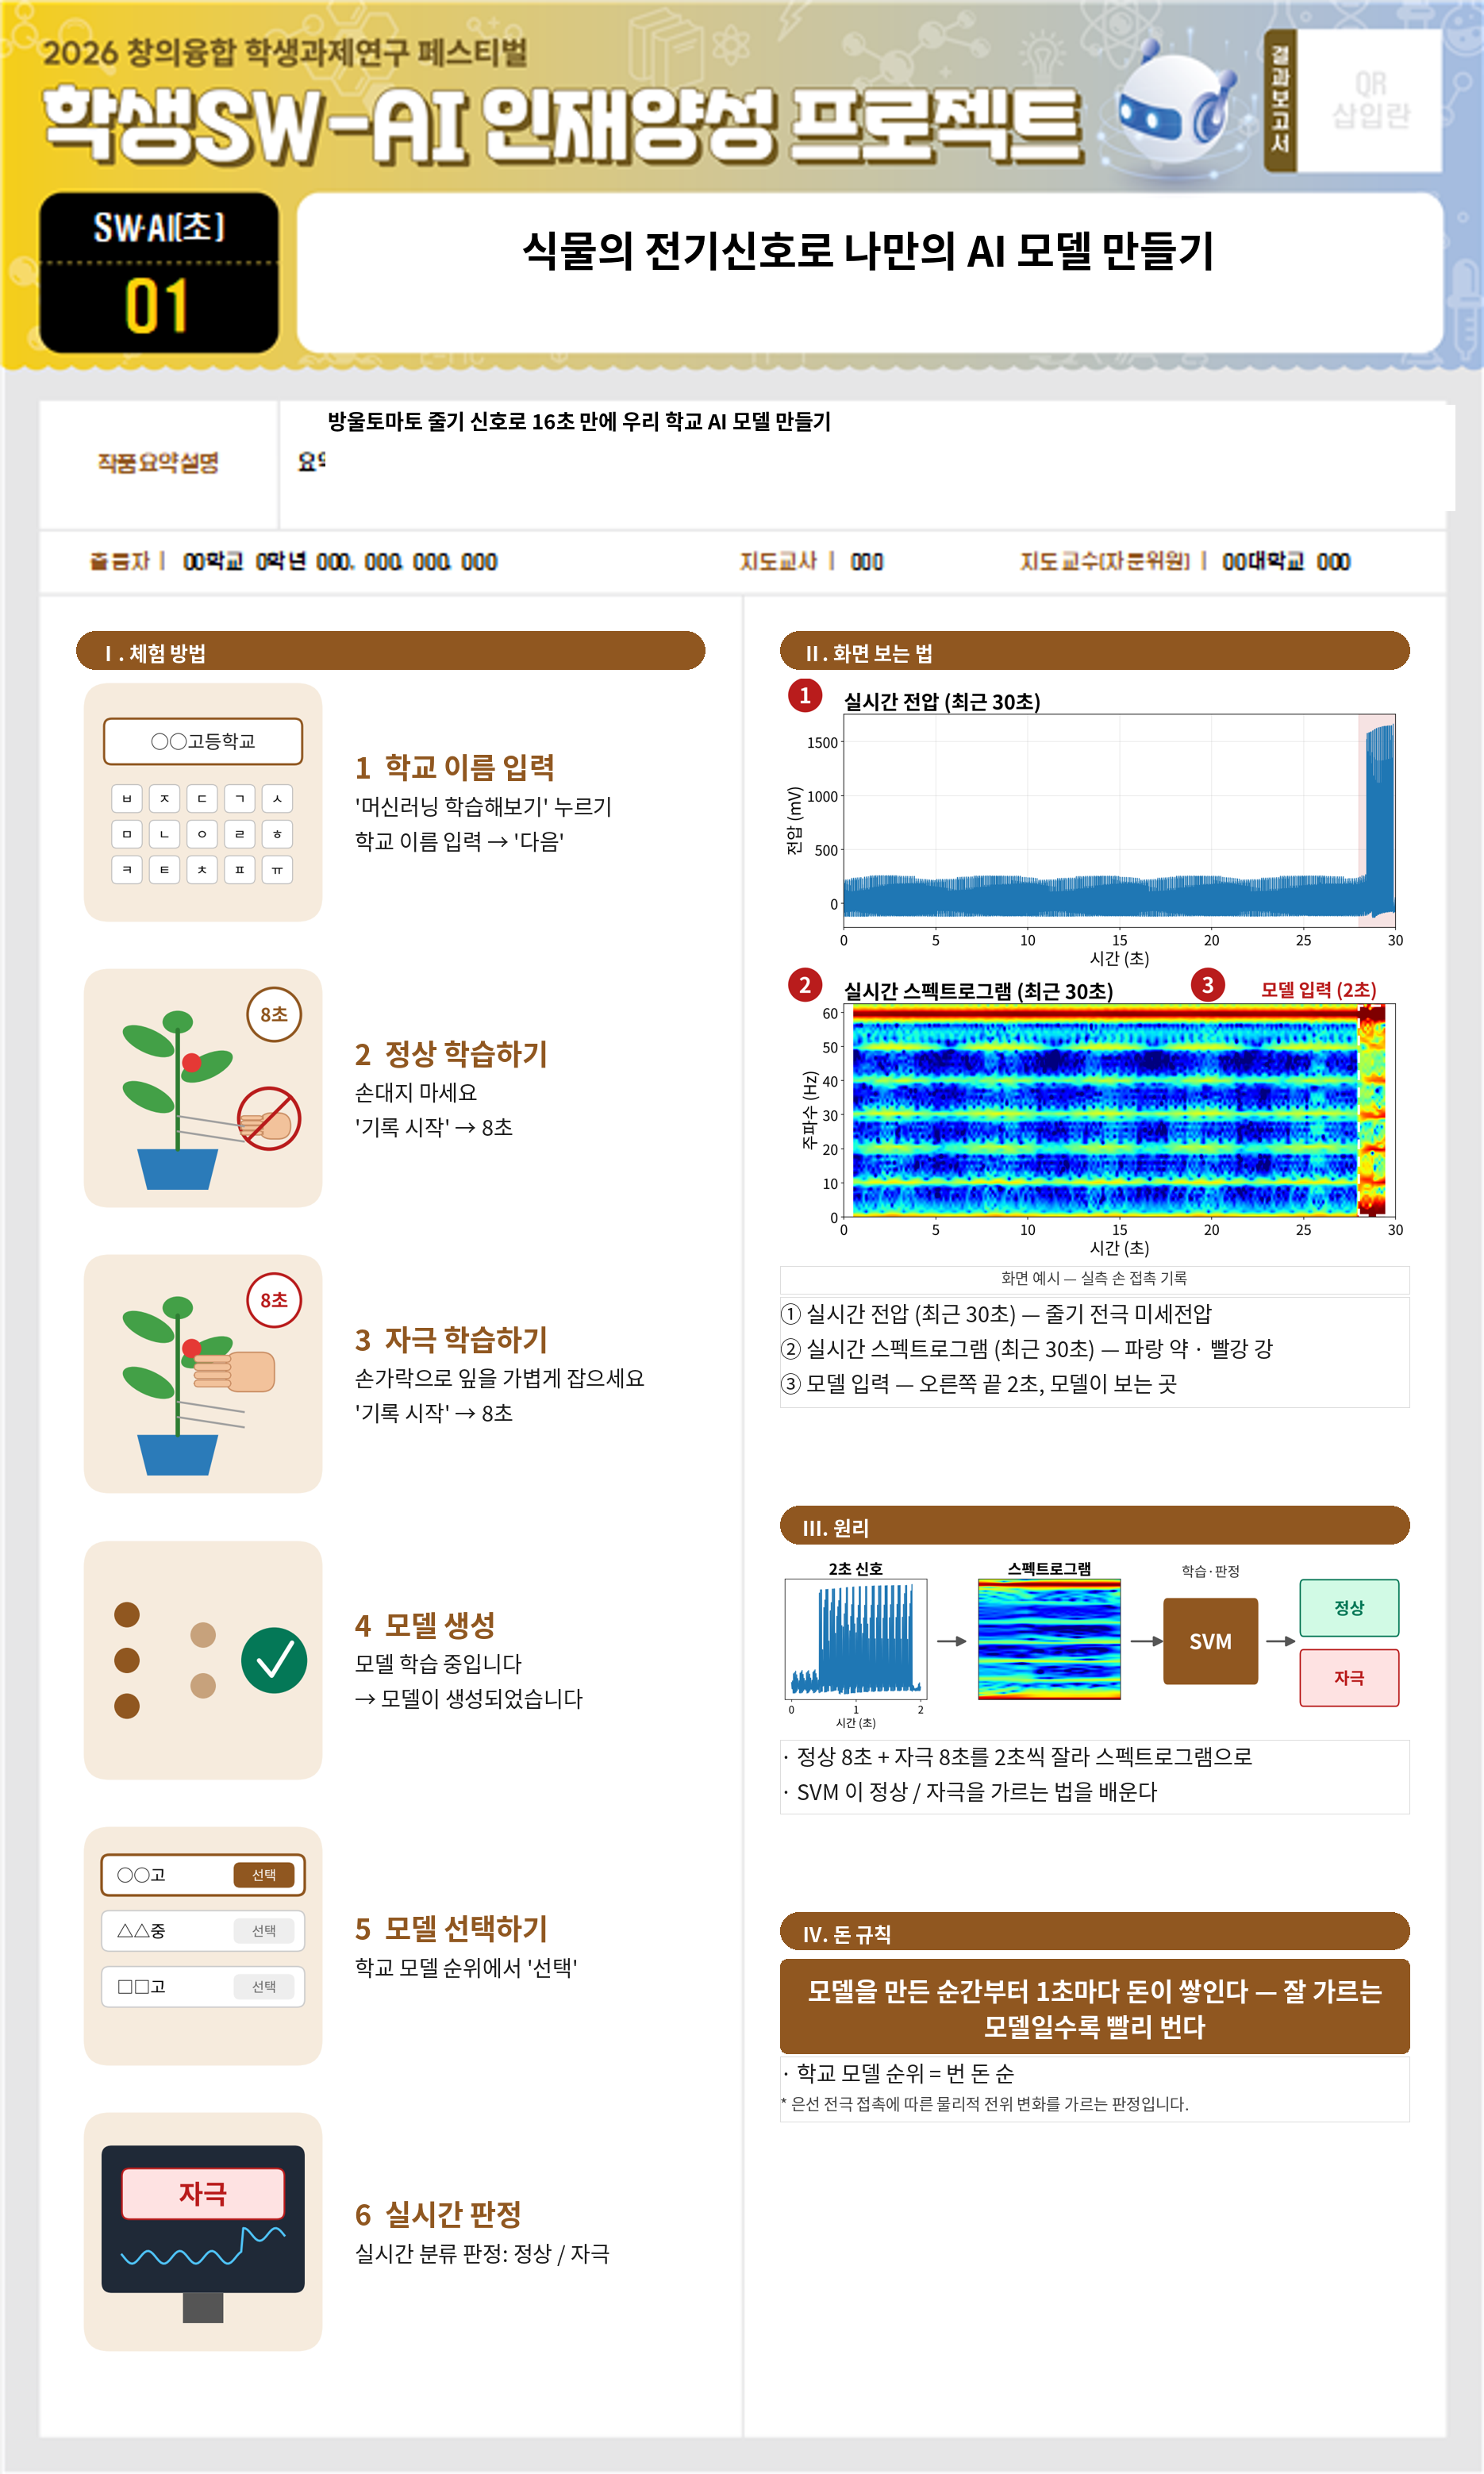 2026 창의융합 학생과제연구 페스티벌
학생SW-AI 인재양성 프로젝트
결과보고서
QR
삽입란
SW·AI(초)
01
식물의 전기신호로 나만의 AI 모델 만들기
작품요약설명
방울토마토 줄기 신호로 16초 만에 우리 학교 AI 모델 만들기
출품자 | 00학교 0학년 000, 000, 000, 000
지도교사 | 000
지도교수(자문위원) | 00대학교 000
Ⅰ. 체험 방법
○○고등학교
ㅂ ㅈ ㄷ ㄱ ㅅ
ㅁ ㄴ ㅇ ㄹ ㅎ
ㅋ ㅌ ㅊ ㅍ ㅠ
1 학교 이름 입력
'머신러닝 학습해보기' 누르기
학교 이름 입력 → '다음'
8초
2 정상 학습하기
손대지 마세요
'기록 시작' → 8초
8초
3 자극 학습하기
손가락으로 잎을 가볍게 잡으세요
'기록 시작' → 8초
4 모델 생성
모델 학습 중입니다
→ 모델이 생성되었습니다
○○고 선택
△△중 선택
□□고 선택
5 모델 선택하기
학교 모델 순위에서 '선택'
자극
6 실시간 판정
실시간 분류 판정: 정상 / 자극
Ⅱ. 화면 보는 법
1 실시간 전압 (최근 30초)
전압 (mV)
1500
1000
500
0
0 5 10 15 20 25 30
시간 (초)
2 실시간 스펙트로그램 (최근 30초)
3 모델 입력 (2초)
주파수 (Hz)
60
50
40
30
20
10
0
0 5 10 15 20 25 30
시간 (초)
화면 예시 — 실측 손 접촉 기록
① 실시간 전압 (최근 30초) — 줄기 전극 미세전압
② 실시간 스펙트로그램 (최근 30초) — 파랑 약 · 빨강 강
③ 모델 입력 — 오른쪽 끝 2초, 모델이 보는 곳
III. 원리
2초 신호
0 1 2
시간 (초)
스펙트로그램
학습·판정
SVM
정상
자극
· 정상 8초 + 자극 8초를 2초씩 잘라 스펙트로그램으로
· SVM 이 정상 / 자극을 가르는 법을 배운다
IV. 돈 규칙
모델을 만든 순간부터 1초마다 돈이 쌓인다 — 잘 가르는
모델일수록 빨리 번다
· 학교 모델 순위 = 번 돈 순
* 은선 전극 접촉에 따른 물리적 전위 변화를 가르는 판정입니다.